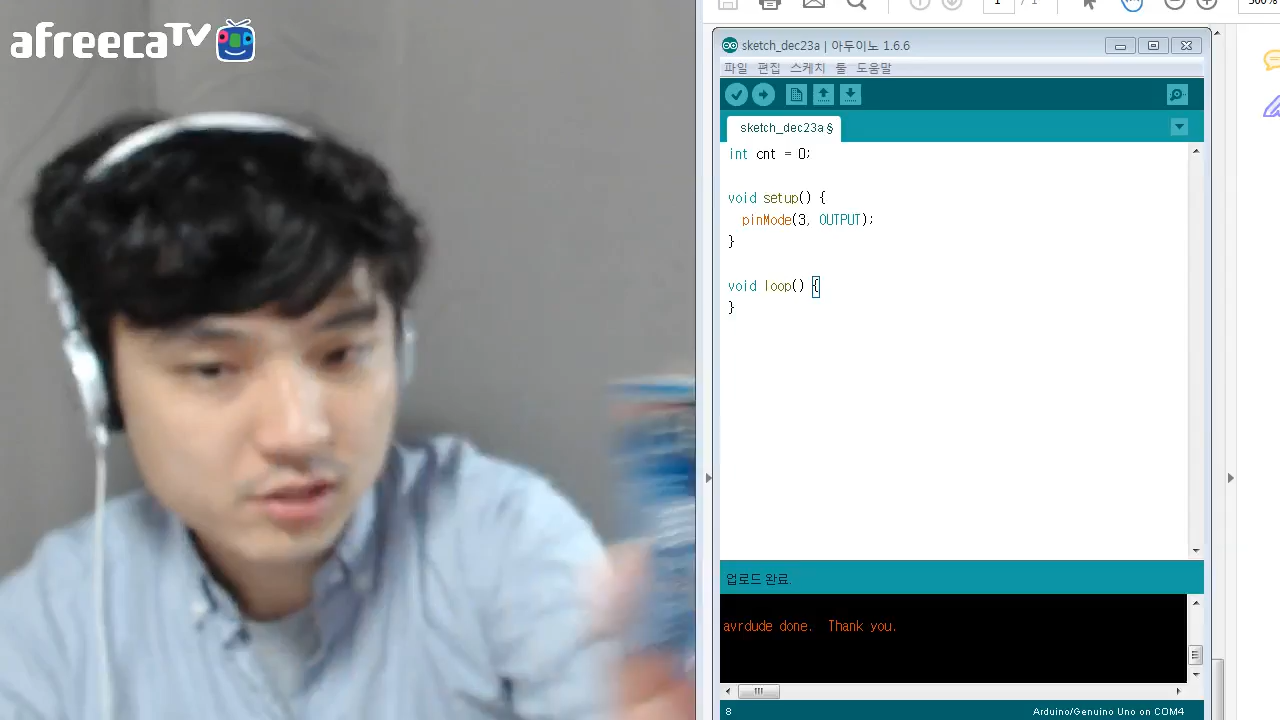 afreecaTV
1 / 1
sketch_dec23a | 아두이노 1.6.6
파일 편집 스케치 툴 도움말
sketch_dec23a §
int cnt = 0;
void setup() {
pinMode(3, OUTPUT);
}
void loop() {
}
업로드 완료.
avrdude done. Thank you.
8
Arduino/Genuino Uno on COM4